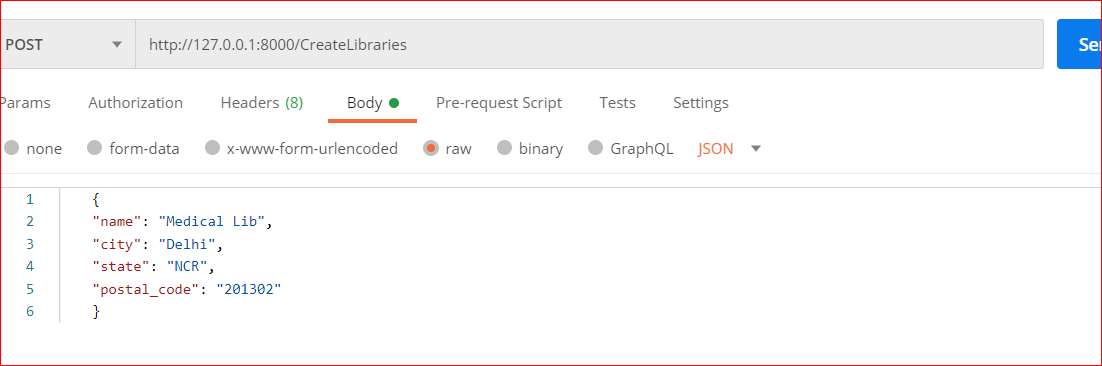 POST http://127.0.0.1:8000/CreateLibraries
Params Authorization Headers (8) Body Pre-request Script Tests Settings
none form-data x-www-form-urlencoded raw binary GraphQL JSON
1 {
2 "name": "Medical Lib",
3 "city": "Delhi",
4 "state": "NCR",
5 "postal_code": "201302"
6 }